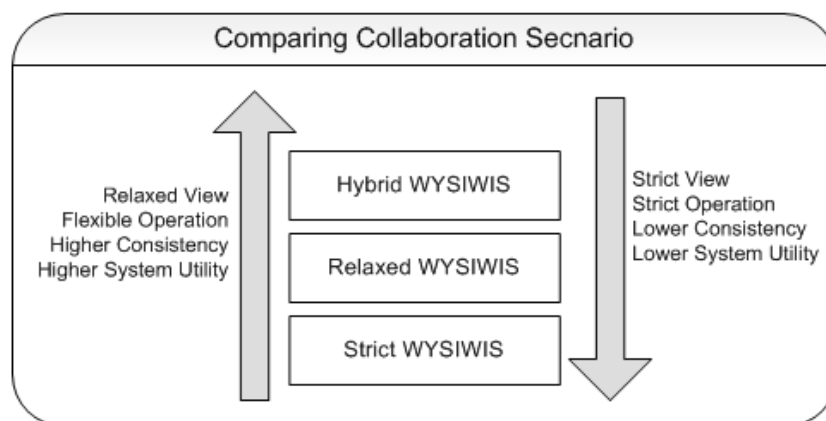 Comparing Collaboration Secnario
Relaxed View
Flexible Operation
Higher Consistency
Higher System Utility
Hybrid WYSIWIS
Relaxed WYSIWIS
Strict WYSIWIS
Strict View
Strict Operation
Lower Consistency
Lower System Utility